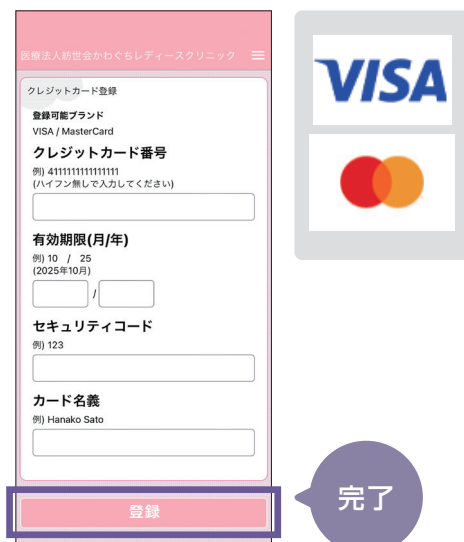 医療法人紡世会かわぐちレディースクリニック
クレジットカード登録
登録可能ブランド
VISA / MasterCard
クレジットカード番号
例) 4111111111111111
(ハイフン無しで入力してください)
有効期限(月/年)
例) 10 / 25
(2025年10月)
/
セキュリティコード
例) 123
カード名義
例) Hanako Sato
登録
VISA
完了